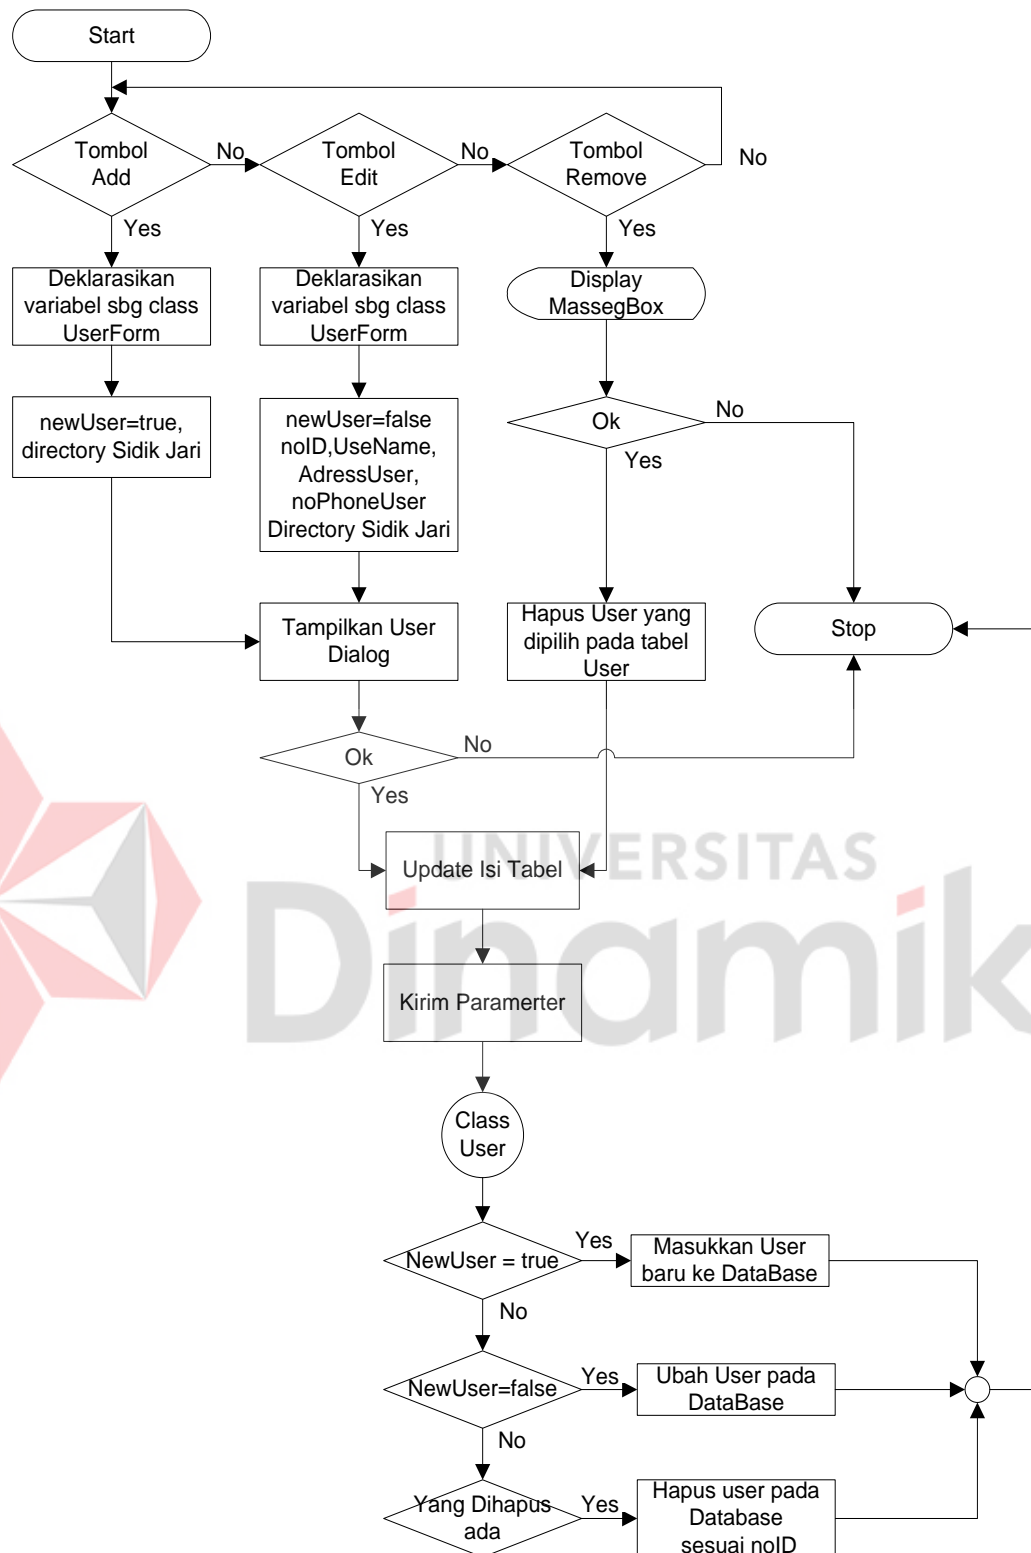 Start
Tombol
Add
No
Tombol
Edit
No
Tombol
Remove
No
Yes
Yes
Yes
Deklarasikan
variabel sbg class
UserForm
Deklarasikan
variabel sbg class
UserForm
Display
MassegBox
newUser=true,
directory Sidik Jari
newUser=false
noID,UseName,
AdressUser,
noPhoneUser
Directory Sidik Jari
Ok
No
Yes
Tampilkan User
Dialog
Hapus User yang
dipilih pada tabel
User
Stop
Ok
No
Yes
UNIVERSITAS
Dinamik
Update Isi Tabel
Kirim Paramerter
Class
User
NewUser = true
Yes
Masukkan User
baru ke DataBase
No
NewUser=false
Yes
Ubah User pada
DataBase
No
Yang Dihapus
ada
Yes
Hapus user pada
Database
sesuai noID